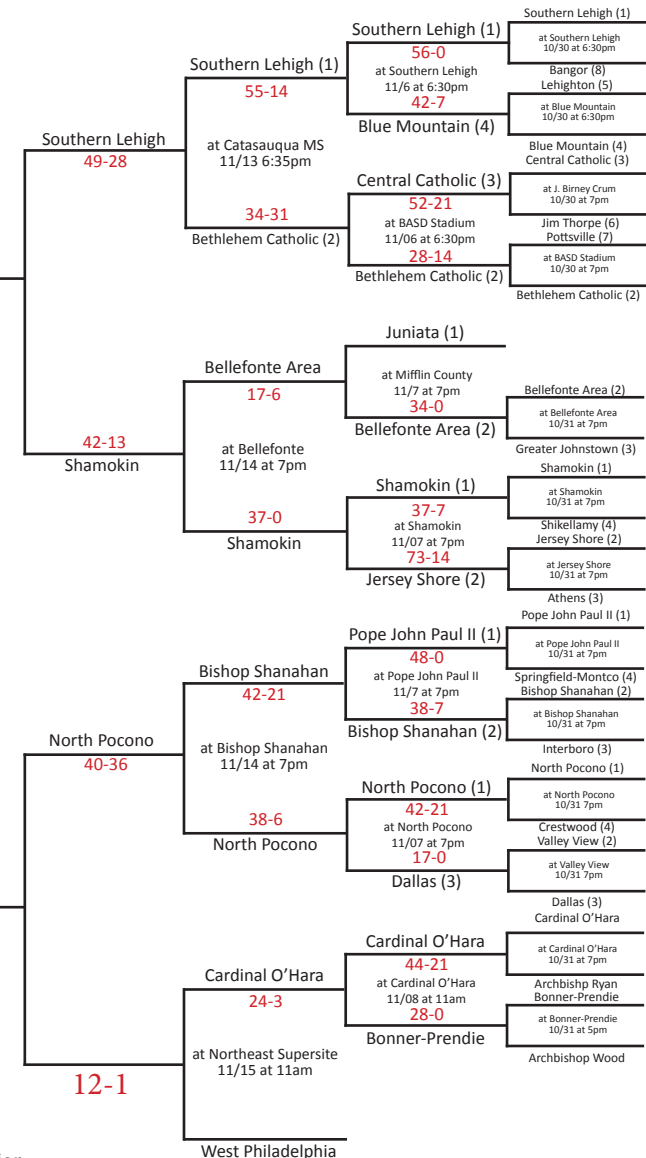 Southern Lehigh (1)
at Southern Lehigh
10/30 at 6:30pm
Bangor (8)
Lehighton (5)
at Blue Mountain
10/30 at 6:30pm
Blue Mountain (4)
Central Catholic (3)
at J. Birney Crum
10/30 at 7pm
Jim Thorpe (6)
Pottsville (7)
at BASD Stadium
10/30 at 7pm
Bethlehem Catholic (2)
Southern Lehigh (1)
56-0
at Southern Lehigh
11/6 at 6:30pm
42-7
Blue Mountain (4)
Central Catholic (3)
52-21
at BASD Stadium
11/06 at 6:30pm
28-14
Bethlehem Catholic (2)
Southern Lehigh (1)
55-14
at Catasauqua MS
11/13 6:35pm
34-31
Bethlehem Catholic (2)
Southern Lehigh
49-28
Juniata (1)
at Mifflin County
11/7 at 7pm
34-0
Bellefonte Area (2)
Bellefonte Area (2)
at Bellefonte Area
10/31 at 7pm
Greater Johnstown (3)
Shamokin (1)
at Shamokin
10/31 at 7pm
Shikellamy (4)
Jersey Shore (2)
at Jersey Shore
10/31 at 7pm
Athens (3)
Shamokin (1)
37-7
at Shamokin
11/07 at 7pm
73-14
Jersey Shore (2)
Bellefonte Area
17-6
at Bellefonte
11/14 at 7pm
37-0
Shamokin
42-13
Shamokin
Pope John Paul II (1)
at Pope John Paul II
10/31 at 7pm
Springfield-Montco (4)
Bishop Shanahan (2)
at Bishop Shanahan
10/31 at 7pm
Interboro (3)
Pope John Paul II (1)
48-0
at Pope John Paul II
11/7 at 7pm
38-7
Bishop Shanahan (2)
North Pocono (1)
at North Pocono
10/31 7pm
Crestwood (4)
Valley View (2)
at Valley View
10/31 7pm
Dallas (3)
North Pocono (1)
42-21
at North Pocono
11/07 at 7pm
17-0
Dallas (3)
Bishop Shanahan
42-21
at Bishop Shanahan
11/14 at 7pm
38-6
North Pocono
North Pocono
40-36
Cardinal O'Hara
at Cardinal O'Hara
10/31 at 7pm
Archbishp Ryan
Bonner-Prendie
at Bonner-Prendie
10/31 at 5pm
Archbishop Wood
Cardinal O'Hara
44-21
at Cardinal O'Hara
11/08 at 11am
28-0
Bonner-Prendie
Cardinal O'Hara
24-3
at Northeast Supersite
11/15 at 11am
West Philadelphia
12-1